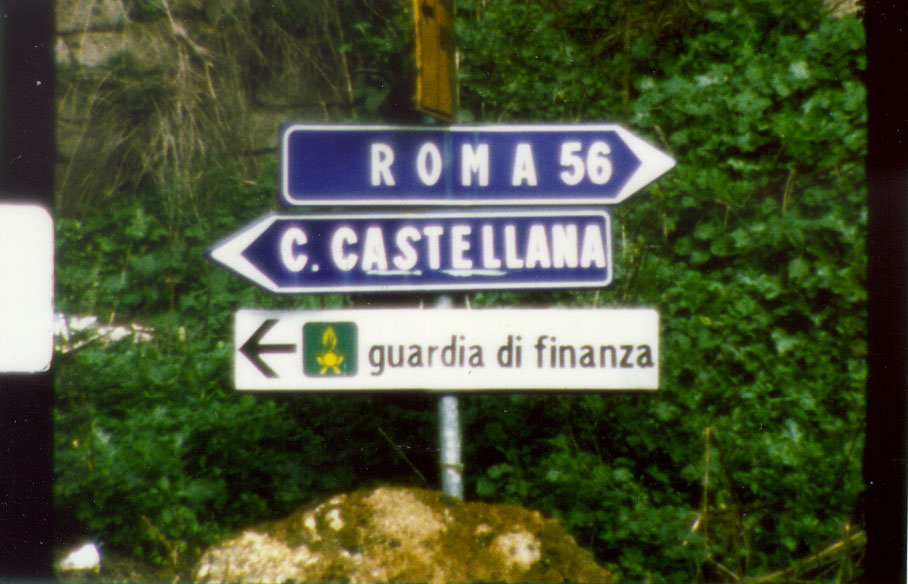 ROMA 56
C. CASTELLANA
guardia di finanza